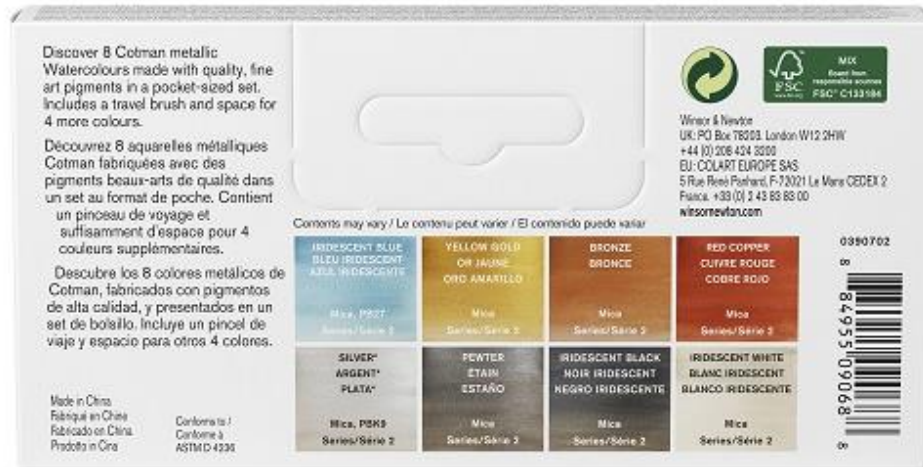 Discover 8 Cotman metallic
Watercolours made with quality, fine
art pigments in a pocket-sized set.
Includes a travel brush and space for
4 more colours.
Découvrez 8 aquarelles métalliques
Cotman fabriquées avec des
pigments beaux-arts de qualité dans
un set au format de poche. Contient
un pinceau de voyage et
suffisamment d'espace pour 4
couleurs supplémentaires.
Descubre los 8 colores metálicos de
Cotman, fabricados con pigmentos
de alta calidad, y presentados en un
set de bolsillo. Incluye un pincel de
viaje y espacio para otros 4 colores.
Made in China
Fabriqué en Chine
Fabricado en China
Prodotto in Cina
Conforms to /
Conforme à
ASTM D 4236
Contents may vary / Le contenu peut varier / El contenido puede variar
IRIDESCENT BLUE
BLEU IRIDESCENT
AZUL IRIDESCENTE
Mica, PB27
Series/Série 2
YELLOW GOLD
OR JAUNE
ORO AMARILLO
Mica
Series/Série 2
BRONZE
BRONCE
Mica
Series/Série 2
RED COPPER
CUIVRE ROUGE
COBRE ROJO
Mica
Series/Série 2
SILVER*
ARGENT*
PLATA*
Mica, PBK9
Series/Série 2
PEWTER
ÉTAIN
ESTAÑO
Mica
Series/Série 2
IRIDESCENT BLACK
NOIR IRIDESCENT
NEGRO IRIDESCENTE
Mica
Series/Série 2
IRIDESCENT WHITE
BLANC IRIDESCENT
BLANCO IRIDESCENTE
Mica
Series/Série 2
FSC
MIX
Board from
responsible sources
FSC® C133184
Winsor & Newton
UK: PO Box 78203. London W12 2HW
+44 (0) 208 424 3200
EU: COLART EUROPE SAS
5 Rue René Panhard, F-72021 Le Mans CEDEX 2
France. +33 (0) 2 43 83 83 00
winsornewton.com
0390702
8 84955 09068 8